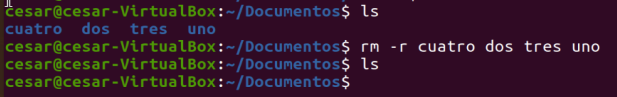 cesar@cesar-VirtualBox:~/Documentos$ ls
cuatro  dos  tres  uno
cesar@cesar-VirtualBox:~/Documentos$ rm -r cuatro dos tres uno
cesar@cesar-VirtualBox:~/Documentos$ ls
cesar@cesar-VirtualBox:~/Documentos$